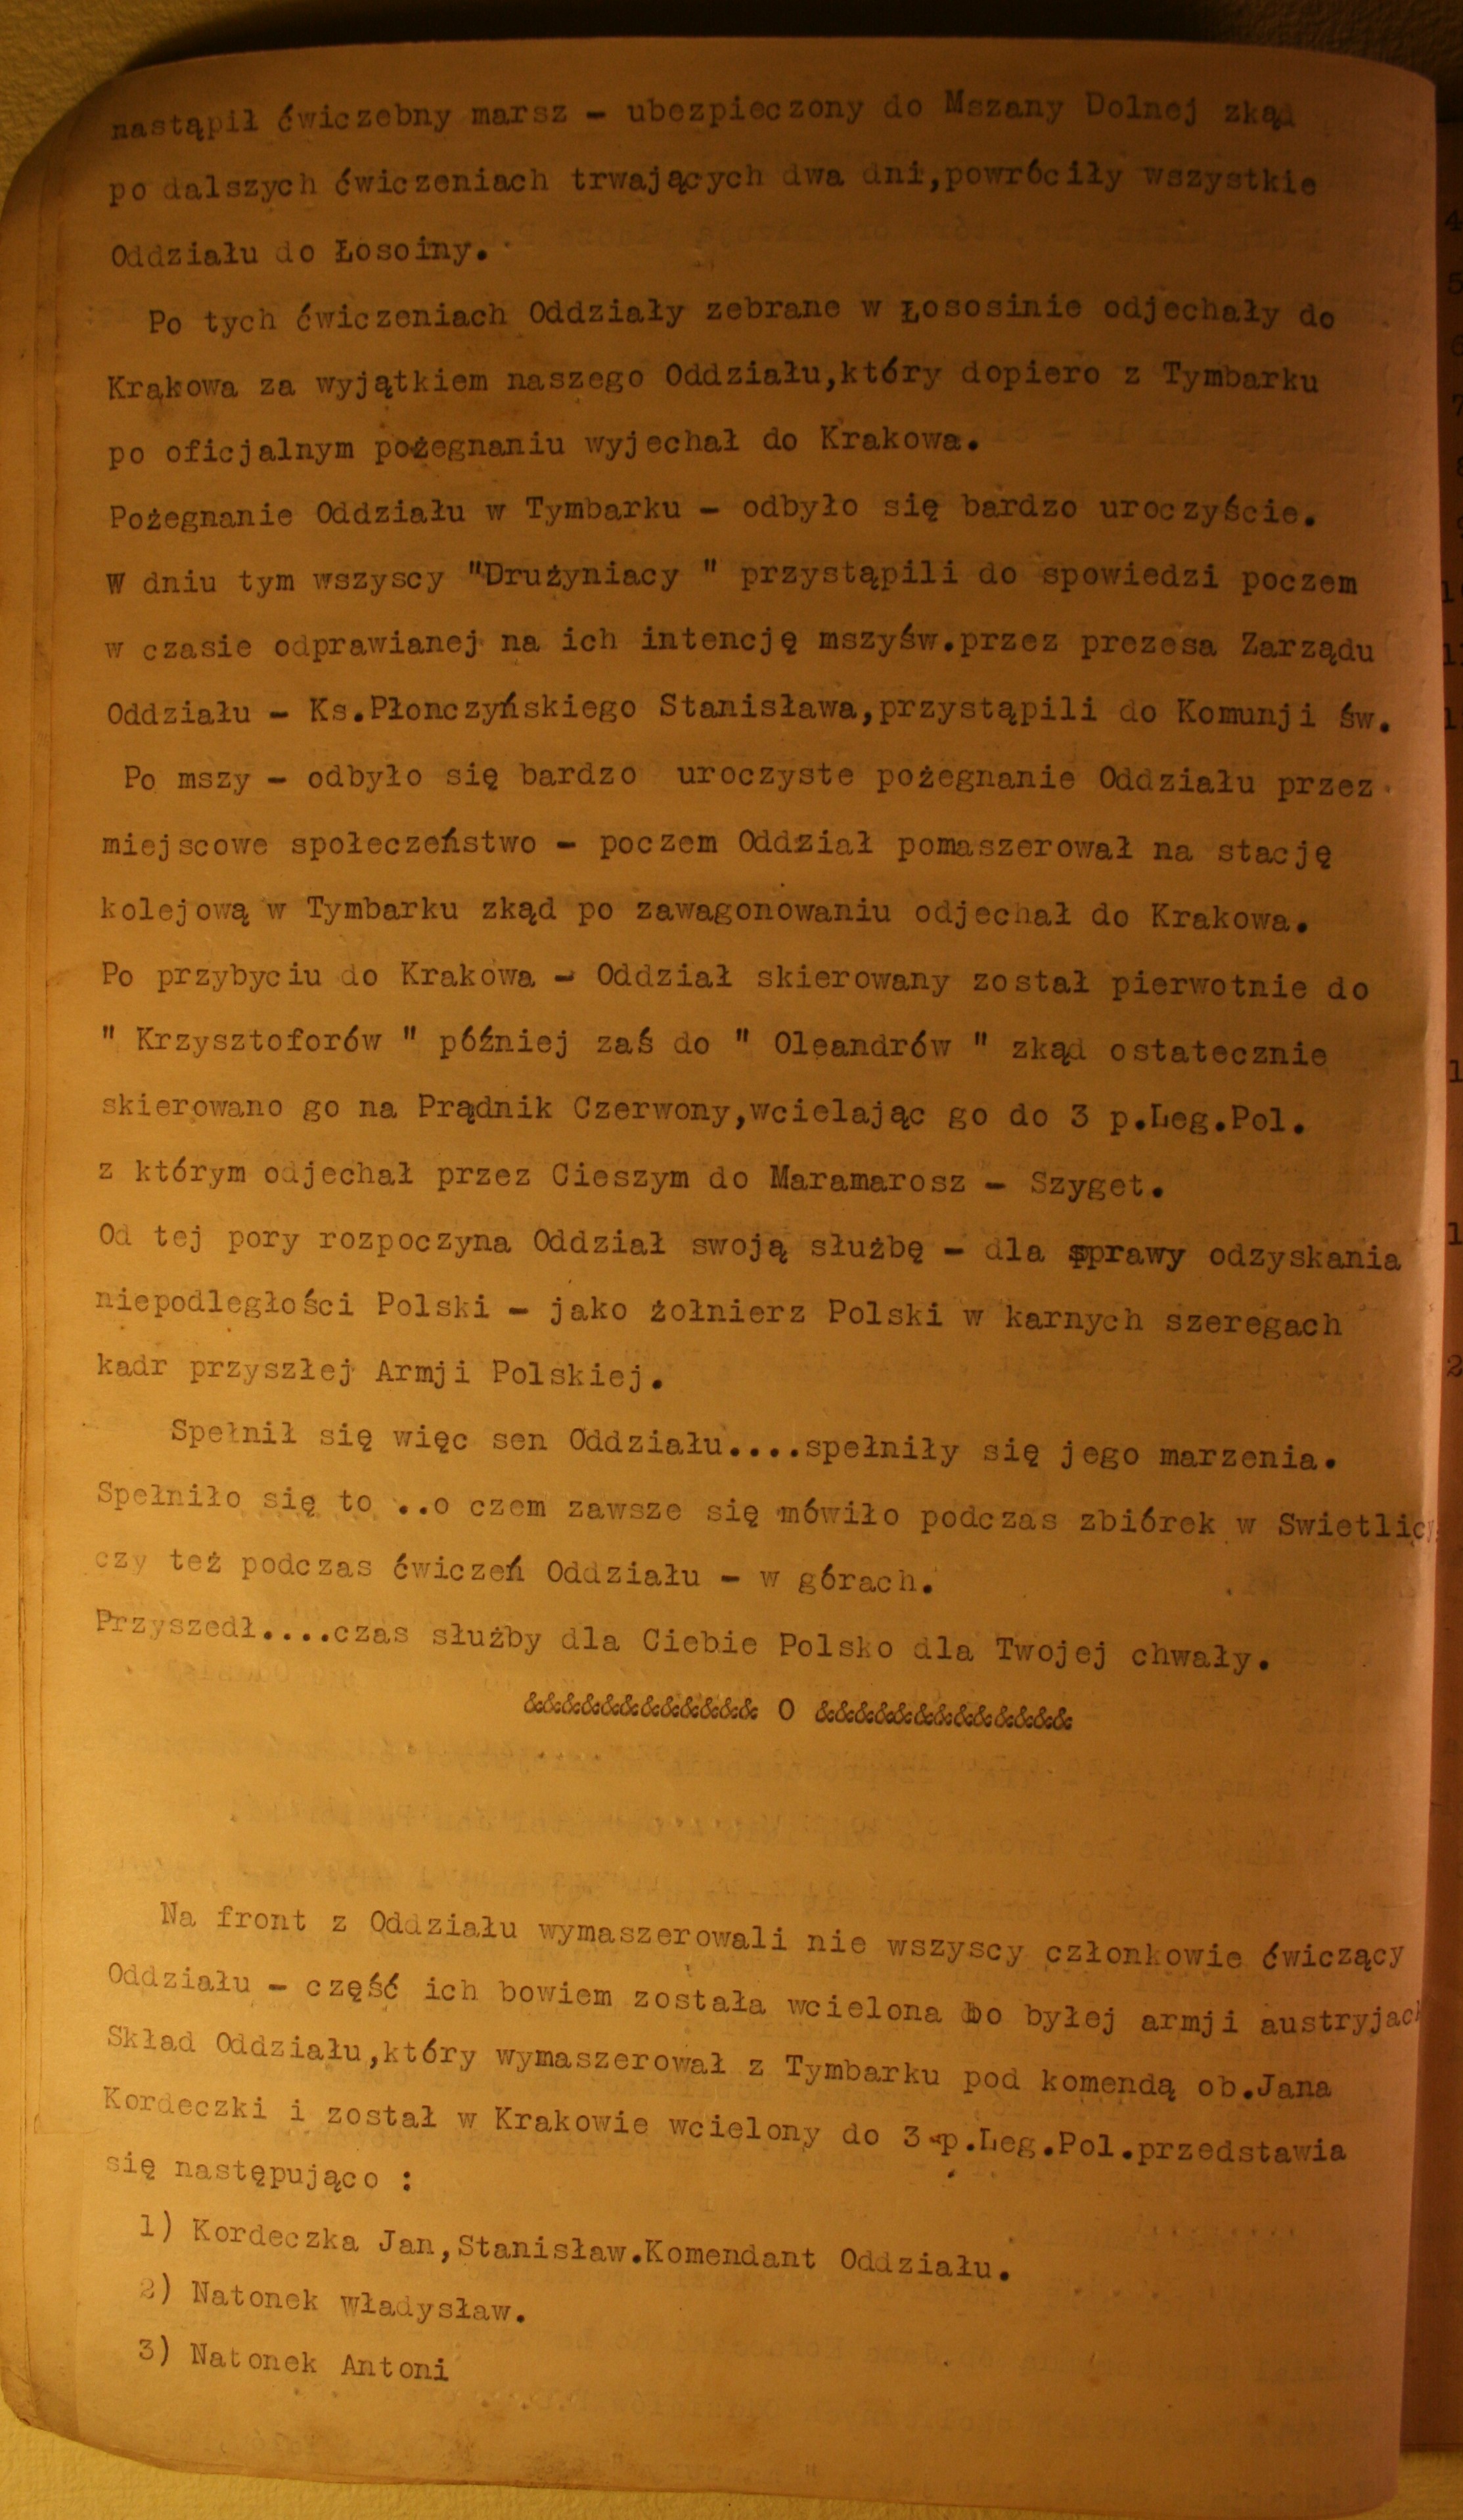 nastąpił ćwiczebny marsz - ubezpieczony do Mszany Dolnej zkąd
po dalszych ćwiczeniach trwających dwa dni,powróciły wszystkie
Oddziału do Łosoiny.
Po tych ćwiczeniach Oddziały zebrane w Łososinie odjechały do
Krakowa za wyjątkiem naszego Oddziału,który dopiero z Tymbarku
po oficjalnym pożegnaniu wyjechał do Krakowa.
Pożegnanie Oddziału w Tymbarku - odbyło się bardzo uroczyście.
W dniu tym wszyscy "Drużyniacy " przystąpili do spowiedzi poczem
w czasie odprawianej na ich intencję mszyśw.przez prezesa Zarządu
Oddziału - Ks.Płonczyńskiego Stanisława,przystąpili do Komunji św.
Po mszy - odbyło się bardzo uroczyste pożegnanie Oddziału przez
miejscowe społeczeństwo - poczem Oddział pomaszerował na stację
kolejową w Tymbarku zkąd po zawagonowaniu odjechał do Krakowa.
Po przybyciu do Krakowa - Oddział skierowany został pierwotnie do
" Krzysztoforów " później zaś do " Oleandrów " zkąd ostatecznie
skierowano go na Prądnik Czerwony,wcielając go do 3 p.Leg.Pol.
z którym odjechał przez Cieszym do Maramarosz - Szyget.
Od tej pory rozpoczyna Oddział swoją służbę - dla sprawy odzyskania
niepodległości Polski - jako żołnierz Polski w karnych szeregach
kadr przyszłej Armji Polskiej.
Spełnił się więc sen Oddziału....spełniły się jego marzenia.
Spełniło się to ..o czem zawsze się mówiło podczas zbiórek w Swietlicy
czy też podczas ćwiczeń Oddziału - w górach.
Przyszedł....czas służby dla Ciebie Polsko dla Twojej chwały.
&&&&&&&&&&&& O &&&&&&&&&&&&&
Na front z Oddziału wymaszerowali nie wszyscy członkowie ćwiczący
Oddziału - część ich bowiem została wcielona do byłej armji austryjack
Skład Oddziału,który wymaszerował z Tymbarku pod komendą ob.Jana
Kordeczki i został w Krakowie wcielony do 3 p.Leg.Pol.przedstawia
się następująco :
1) Kordeczka Jan,Stanisław.Komendant Oddziału.
2) Natonek Władysław.
3) Natonek Antoni